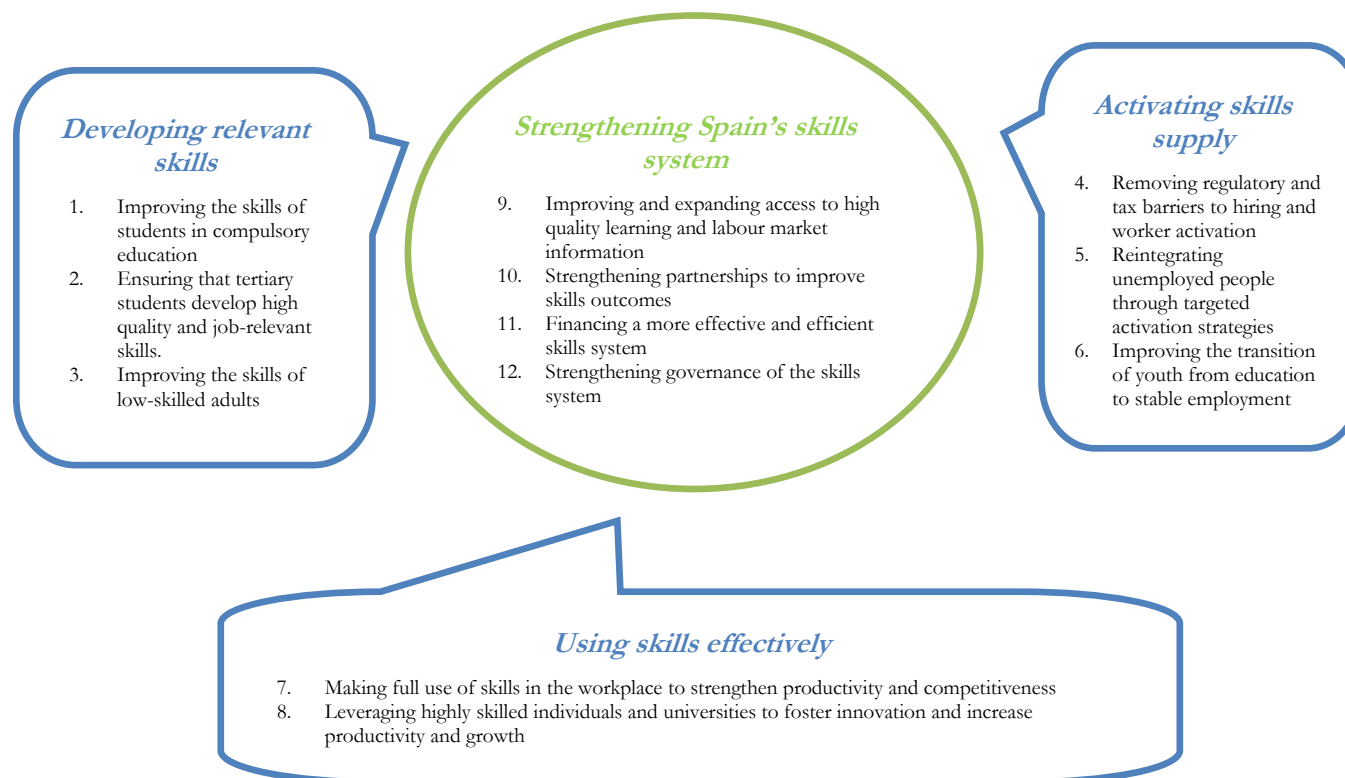 Developing relevant
skills
1. Improving the skills of
students in compulsory
education
2. Ensuring that tertiary
students develop high
quality and job-relevant
skills.
3. Improving the skills of
low-skilled adults
Strengthening Spain's skills
system
9. Improving and expanding access to high
quality learning and labour market
information
10. Strengthening partnerships to improve
skills outcomes
11. Financing a more effective and efficient
skills system
12. Strengthening governance of the skills
system
Activating skills
supply
4. Removing regulatory and
tax barriers to hiring and
worker activation
5. Reintegrating
unemployed people
through targeted
activation strategies
6. Improving the transition
of youth from education
to stable employment
Using skills effectively
7. Making full use of skills in the workplace to strengthen productivity and competitiveness
8. Leveraging highly skilled individuals and universities to foster innovation and increase
productivity and growth